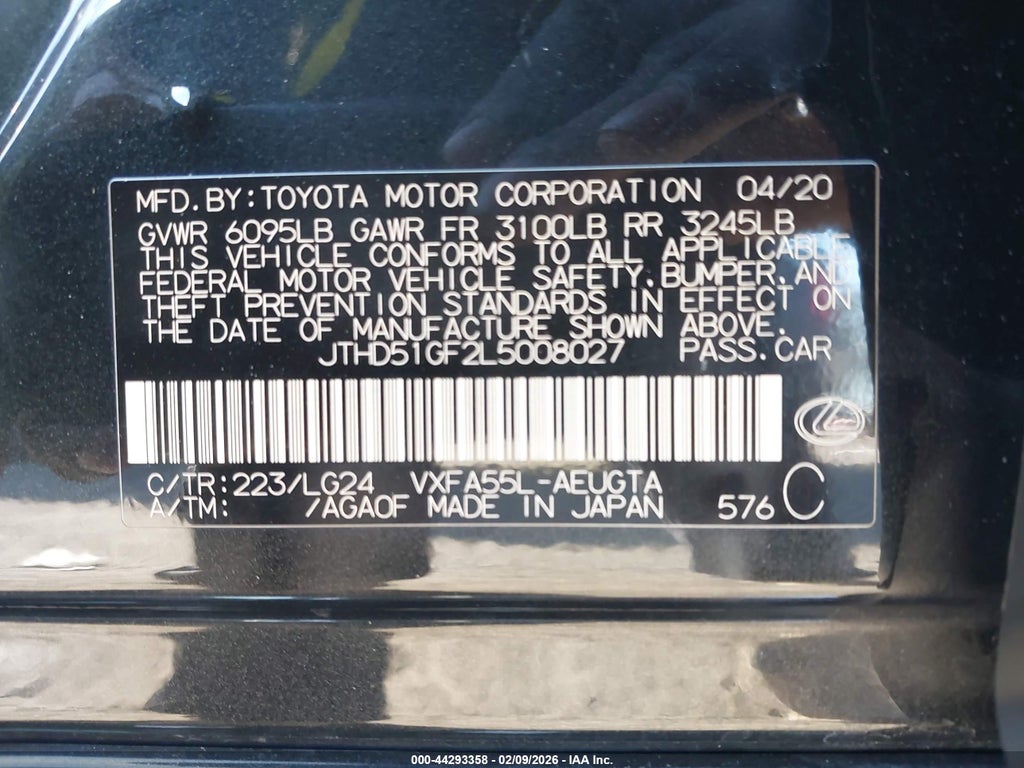 MFD.BY:TOYOTA MOTOR CORPORATION 04/20
GVWR 6095LB GAWR FR 3100LB RR 3245LB
THIS VEHICLE CONFORMS TO ALL APPLICABLE
FEDERAL MOTOR VEHICLE SAFETY.BUMPER.AND
THEFT PREVENTION STANDARDS IN EFFECT ON
THE DATE OF MANUFACTURE SHOWN ABOVE.
JTHD51GF2L5008027 PASS.CAR
C/TR:223/LG24 VXFA55L-AEUGTA
A/TM: /AGAOF MADE IN JAPAN 576 C
000-44293358 - 02/09/2026 - IAA Inc.